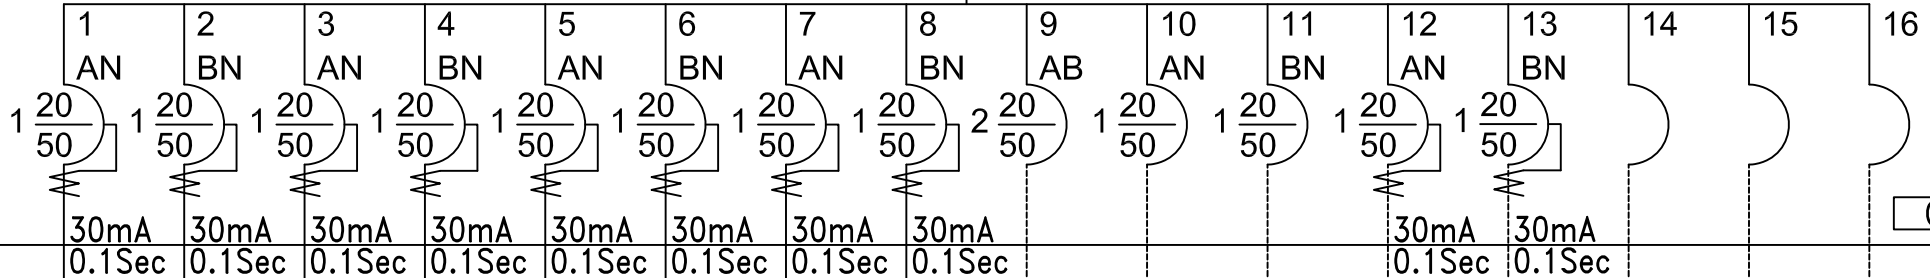 1 2 3 4 5 6 7 8 9 10 11 12 13 14 15 16
AN BN AN BN AN BN AN BN AB AN BN AN BN
20 20 20 20 20 20 20 20 20 20 20 20 20
1 1 1 1 1 1 1 1 2 1 1 1 1
50 50 50 50 50 50 50 50 50 50 50 50 50
30mA 30mA 30mA 30mA 30mA 30mA 30mA 30mA 30mA 30mA
0.1Sec 0.1Sec 0.1Sec 0.1Sec 0.1Sec 0.1Sec 0.1Sec 0.1Sec 0.1Sec 0.1Sec